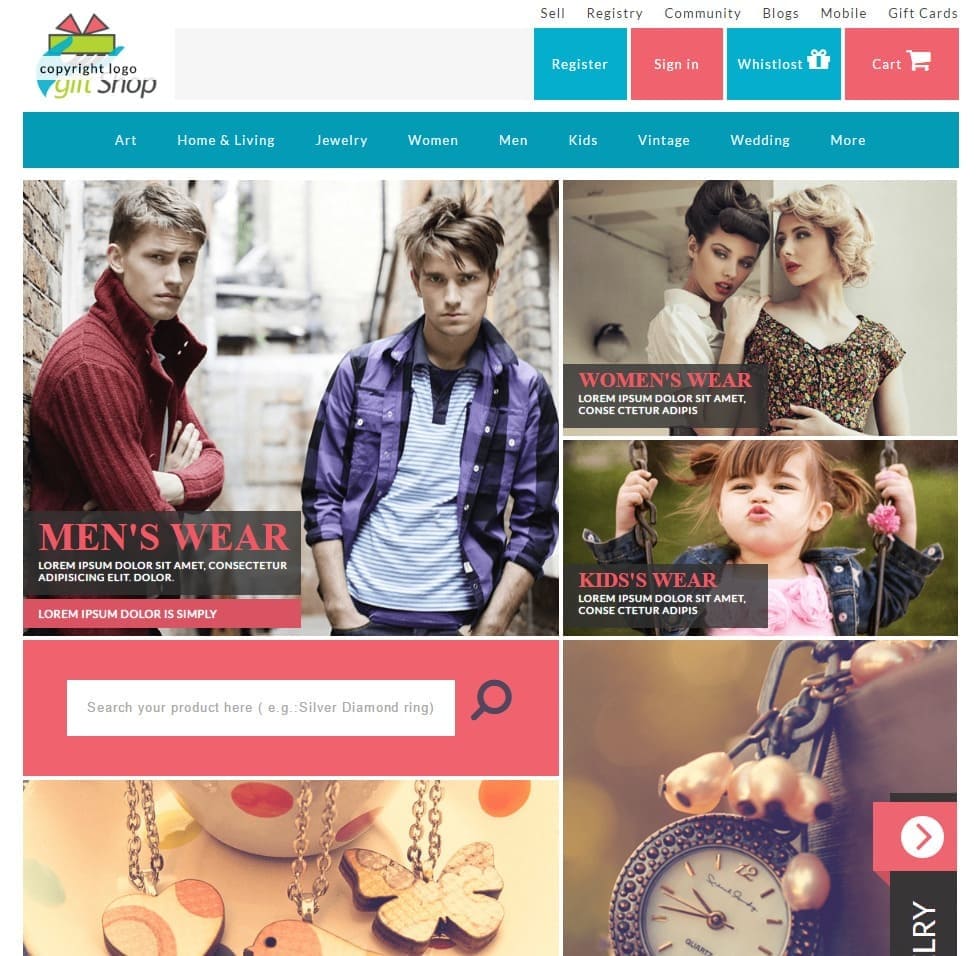 Sell Registry Community Blogs Mobile Gift Cards
copyright logo
gift Shop
Register
Sign in
Whistlost
Cart
Art Home & Living Jewelry Women Men Kids Vintage Wedding More
MEN'S WEAR
LOREM IPSUM DOLOR SIT AMET, CONSECTETUR
ADIPISICING ELIT. DOLOR.
LOREM IPSUM DOLOR IS SIMPLY
WOMEN'S WEAR
LOREM IPSUM DOLOR SIT AMET,
CONSE CTETUR ADIPIS
KIDS'S WEAR
LOREM IPSUM DOLOR SIT AMET,
CONSE CTETUR ADIPIS
Search your product here ( e.g.:Silver Diamond ring)
QUARTZ
LRY